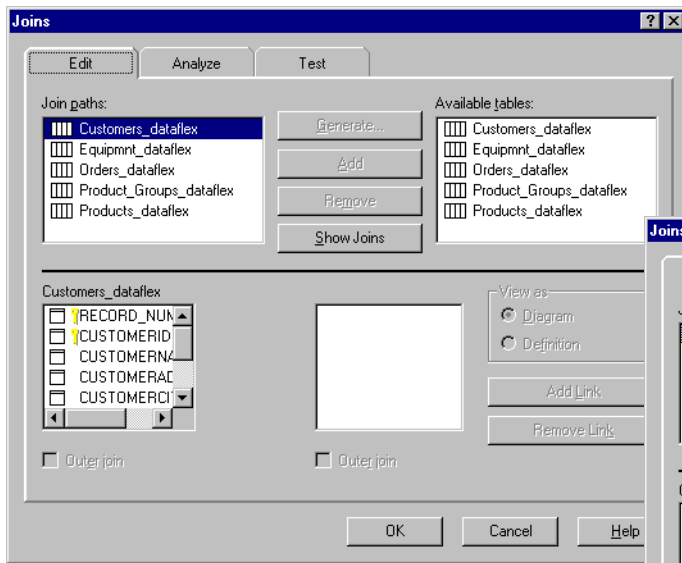 Joins
Edit
Analyze
Test
Join paths:
Customers_dataflex
Equipmnt_dataflex
Orders_dataflex
Product_Groups_dataflex
Products_dataflex
Generate...
Add
Remove
Show Joins
Available tables:
Customers_dataflex
Equipmnt_dataflex
Orders_dataflex
Product_Groups_dataflex
Products_dataflex
Joins
Customers_dataflex
RECORD_NUM
CUSTOMERID
CUSTOMERNA
CUSTOMERAD
CUSTOMERCI
View as
Diagram
Definition
Add Link
Remove Link
Outer join
Outer join
OK
Cancel
Help